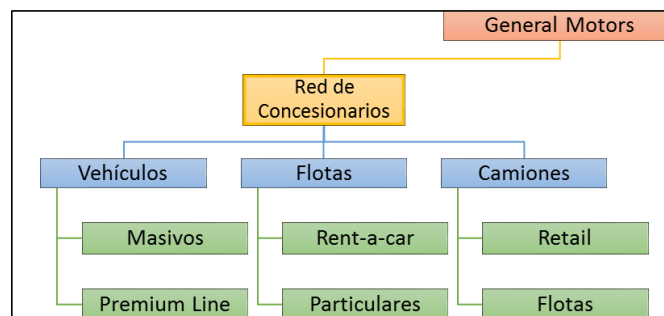 General Motors
Red de
Concesionarios
Vehículos
Flotas
Camiones
Masivos
Rent-a-car
Retail
Premium Line
Particulares
Flotas